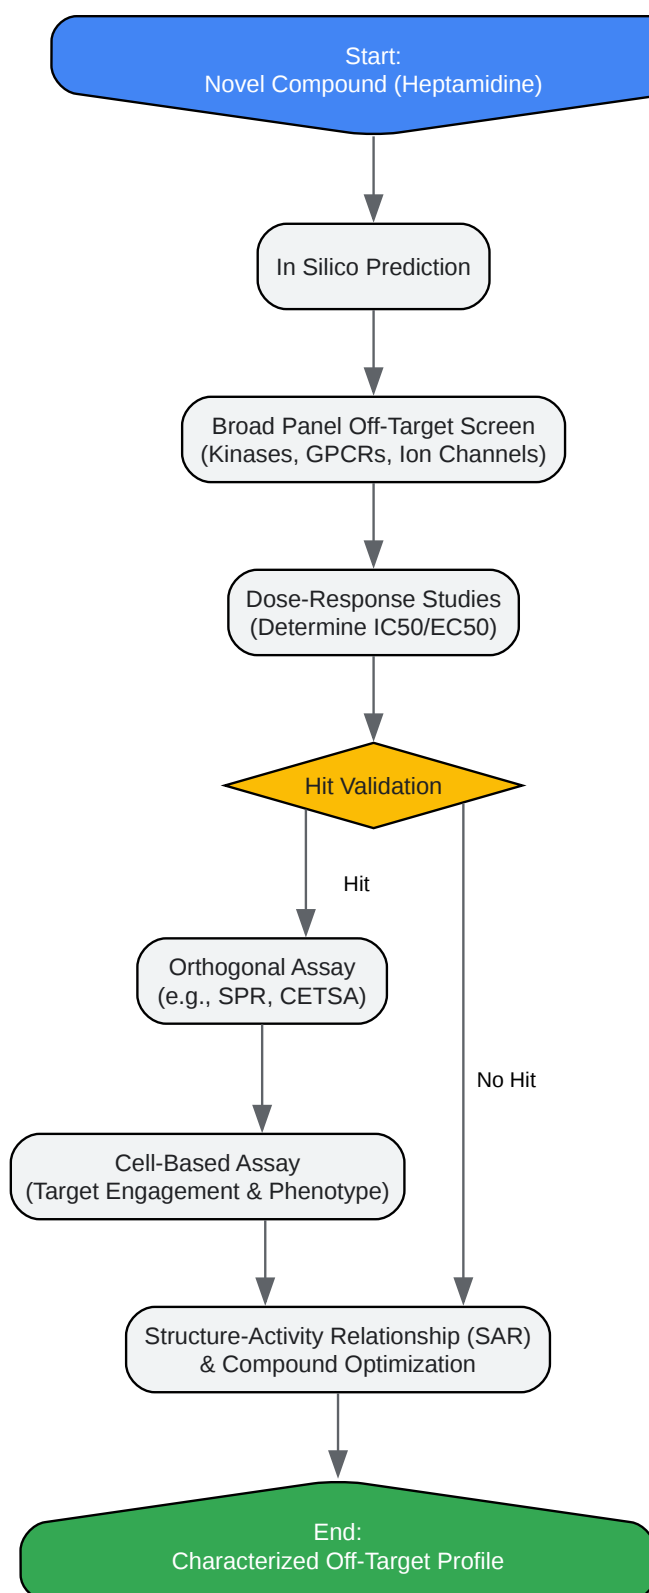 Start:
Novel Compound (Heptamidine)
In Silico Prediction
Broad Panel Off-Target Screen
(Kinases, GPCRs, Ion Channels)
Dose-Response Studies
(Determine IC50/EC50)
Hit Validation
Hit
Orthogonal Assay
(e.g., SPR, CETSA)
No Hit
Cell-Based Assay
(Target Engagement & Phenotype)
Structure-Activity Relationship (SAR)
& Compound Optimization
End:
Characterized Off-Target Profile